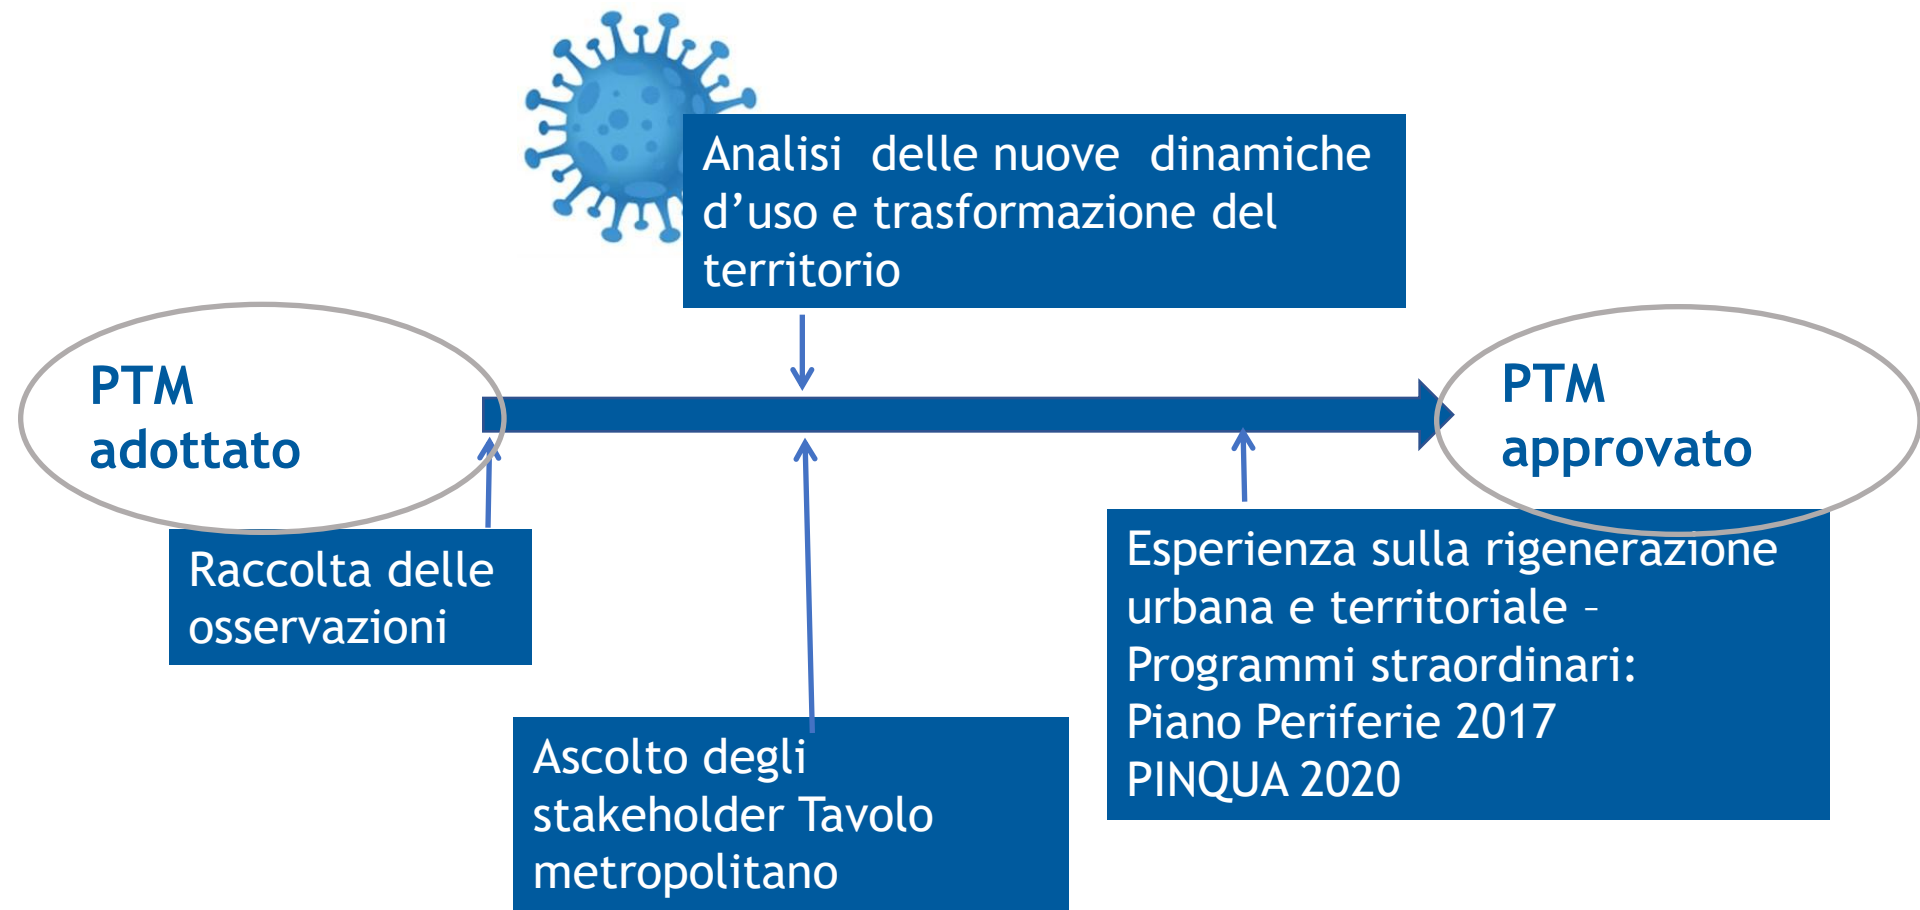 Analisi delle nuove dinamiche
d’uso e trasformazione del
territorio
PTM
adottato
PTM
approvato
Raccolta delle
osservazioni
Ascolto degli
stakeholder Tavolo
metropolitano
Esperienza sulla rigenerazione
urbana e territoriale –
Programmi straordinari:
Piano Periferie 2017
PINQUA 2020